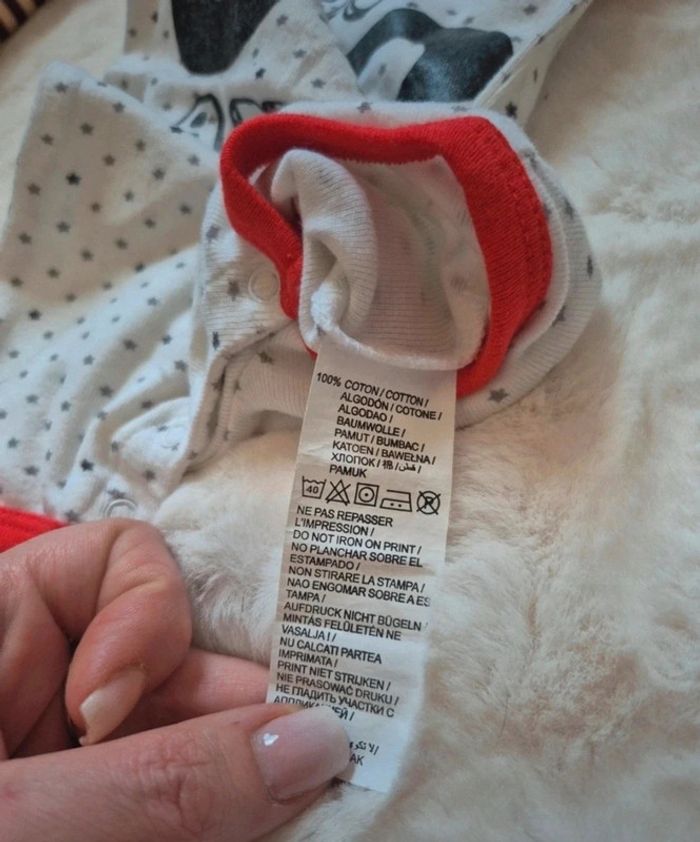 100% COTON / COTTON /
ALGODÓN / COTONE /
ALGODAO /
BAUMWOLLE /
PAMUT / BUMBAC /
KATOEN / BAWEŁNA /
ХЛОПОК / 棉 / قطن /
PAMUK
40
NE PAS REPASSER
L'IMPRESSION /
DO NOT IRON ON PRINT /
NO PLANCHAR SOBRE EL
ESTAMPADO /
NON STIRARE LA STAMPA /
NAO ENGOMAR SOBRE A ES
TAMPA /
AUFDRUCK NICHT BÜGELN
MINTÁS FELÜLETÉN NE
VASALJA ! /
NU CALCATI PARTEA
IMPRIMATA /
PRINT NIET STRIJKEN /
NIE PRASOWAĆ DRUKU /
НЕ ГЛАДИТЬ УЧАСТКИ С